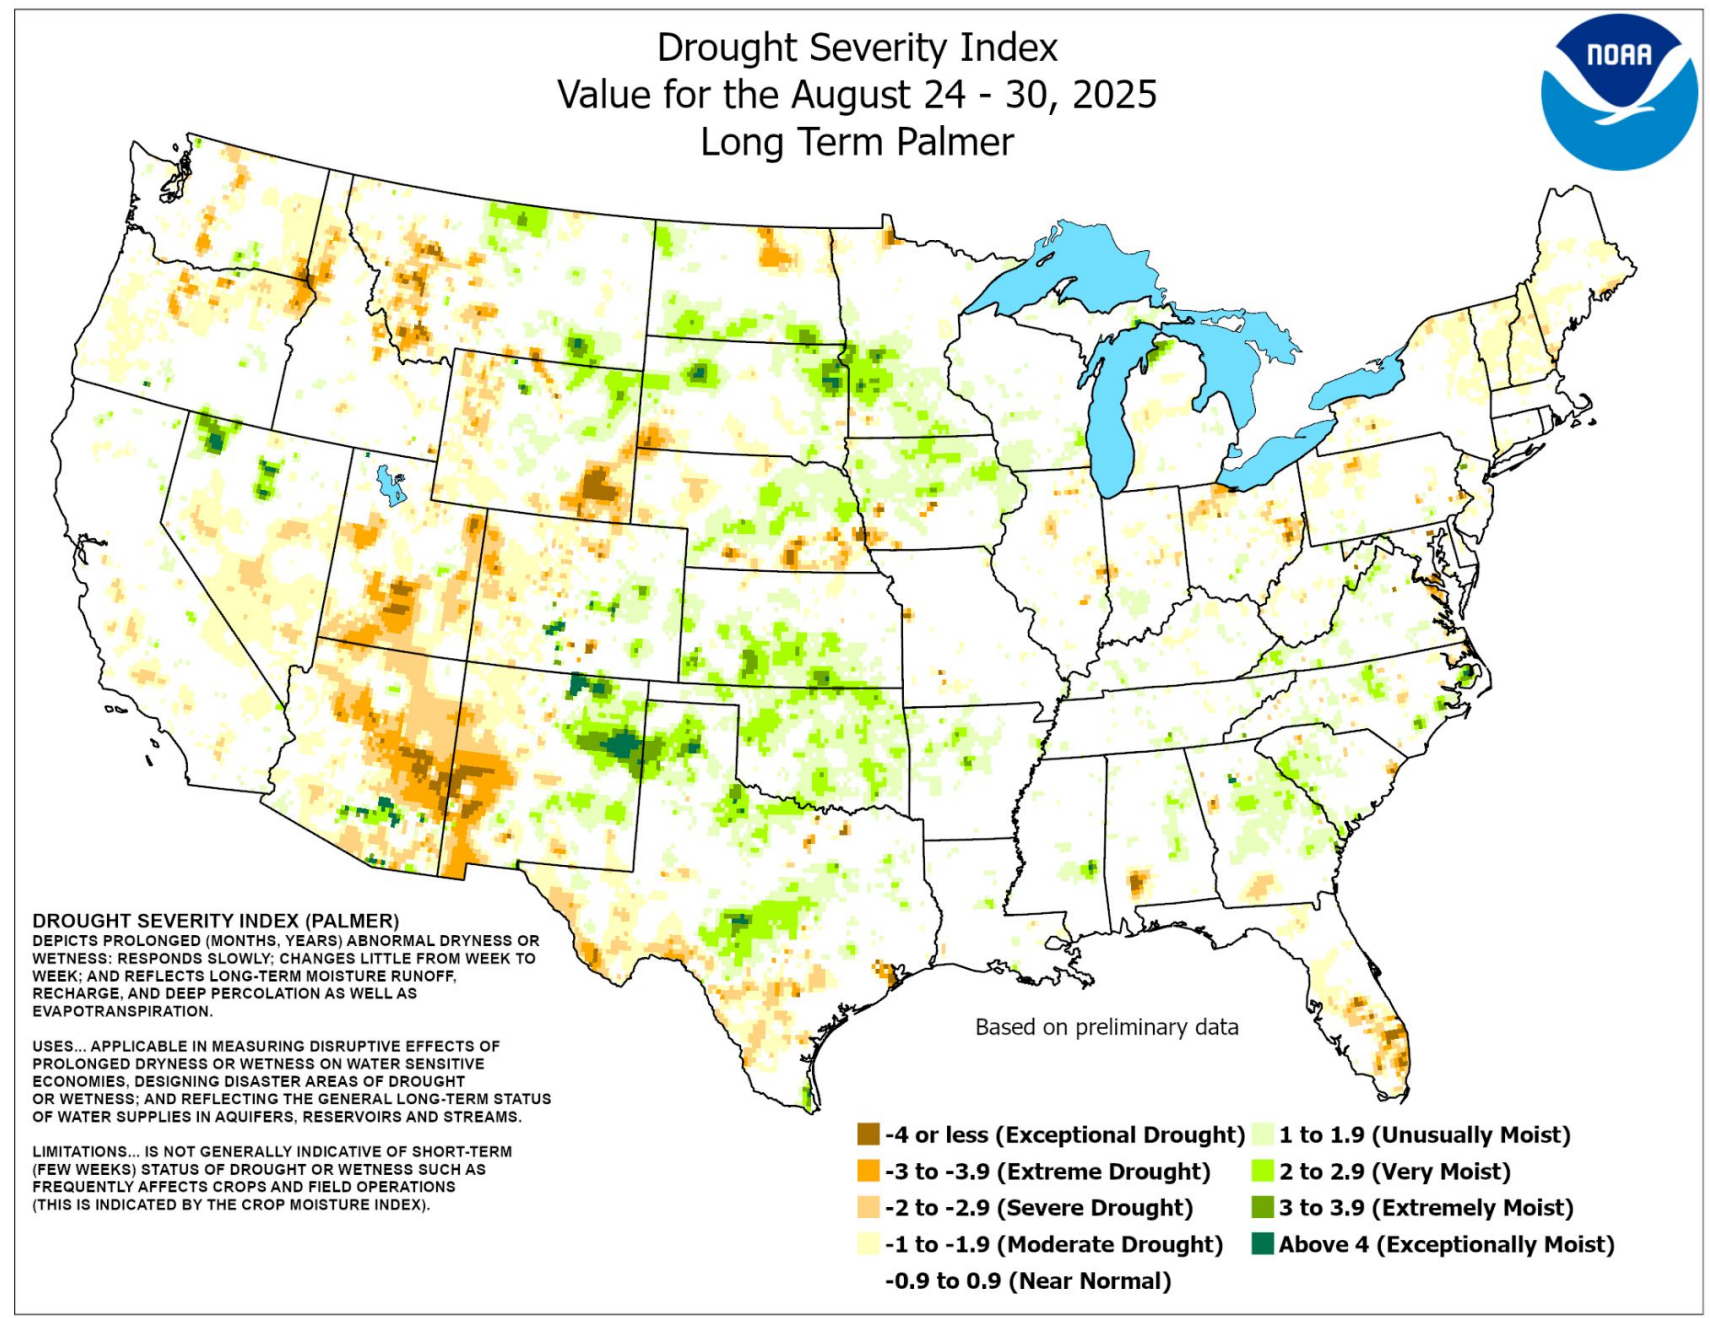 Drought Severity Index
Value for the August 24 - 30, 2025
Long Term Palmer
NOAA
DROUGHT SEVERITY INDEX (PALMER)
DEPICTS PROLONGED (MONTHS, YEARS) ABNORMAL DRYNESS OR
WETNESS: RESPONDS SLOWLY; CHANGES LITTLE FROM WEEK TO
WEEK; AND REFLECTS LONG-TERM MOISTURE RUNOFF,
RECHARGE, AND DEEP PERCOLATION AS WELL AS
EVAPOTRANSPIRATION.
USES... APPLICABLE IN MEASURING DISRUPTIVE EFFECTS OF
PROLONGED DRYNESS OR WETNESS ON WATER SENSITIVE
ECONOMIES, DESIGNING DISASTER AREAS OF DROUGHT
OR WETNESS; AND REFLECTING THE GENERAL LONG-TERM STATUS
OF WATER SUPPLIES IN AQUIFERS, RESERVOIRS AND STREAMS.
LIMITATIONS... IS NOT GENERALLY INDICATIVE OF SHORT-TERM
(FEW WEEKS) STATUS OF DROUGHT OR WETNESS SUCH AS
FREQUENTLY AFFECTS CROPS AND FIELD OPERATIONS
(THIS IS INDICATED BY THE CROP MOISTURE INDEX).
Based on preliminary data
-4 or less (Exceptional Drought)
-3 to -3.9 (Extreme Drought)
-2 to -2.9 (Severe Drought)
-1 to -1.9 (Moderate Drought)
-0.9 to 0.9 (Near Normal)
1 to 1.9 (Unusually Moist)
2 to 2.9 (Very Moist)
3 to 3.9 (Extremely Moist)
Above 4 (Exceptionally Moist)